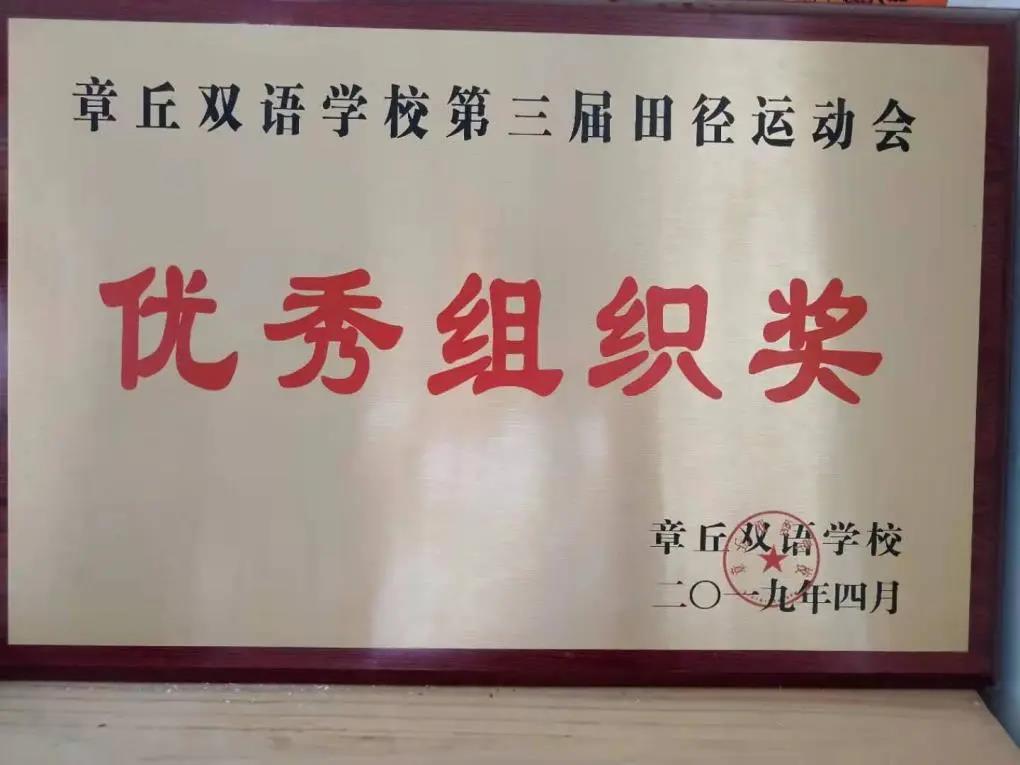 章丘双语学校第三届田径运动会
优秀组织奖
章丘双语学校
二〇一九年四月